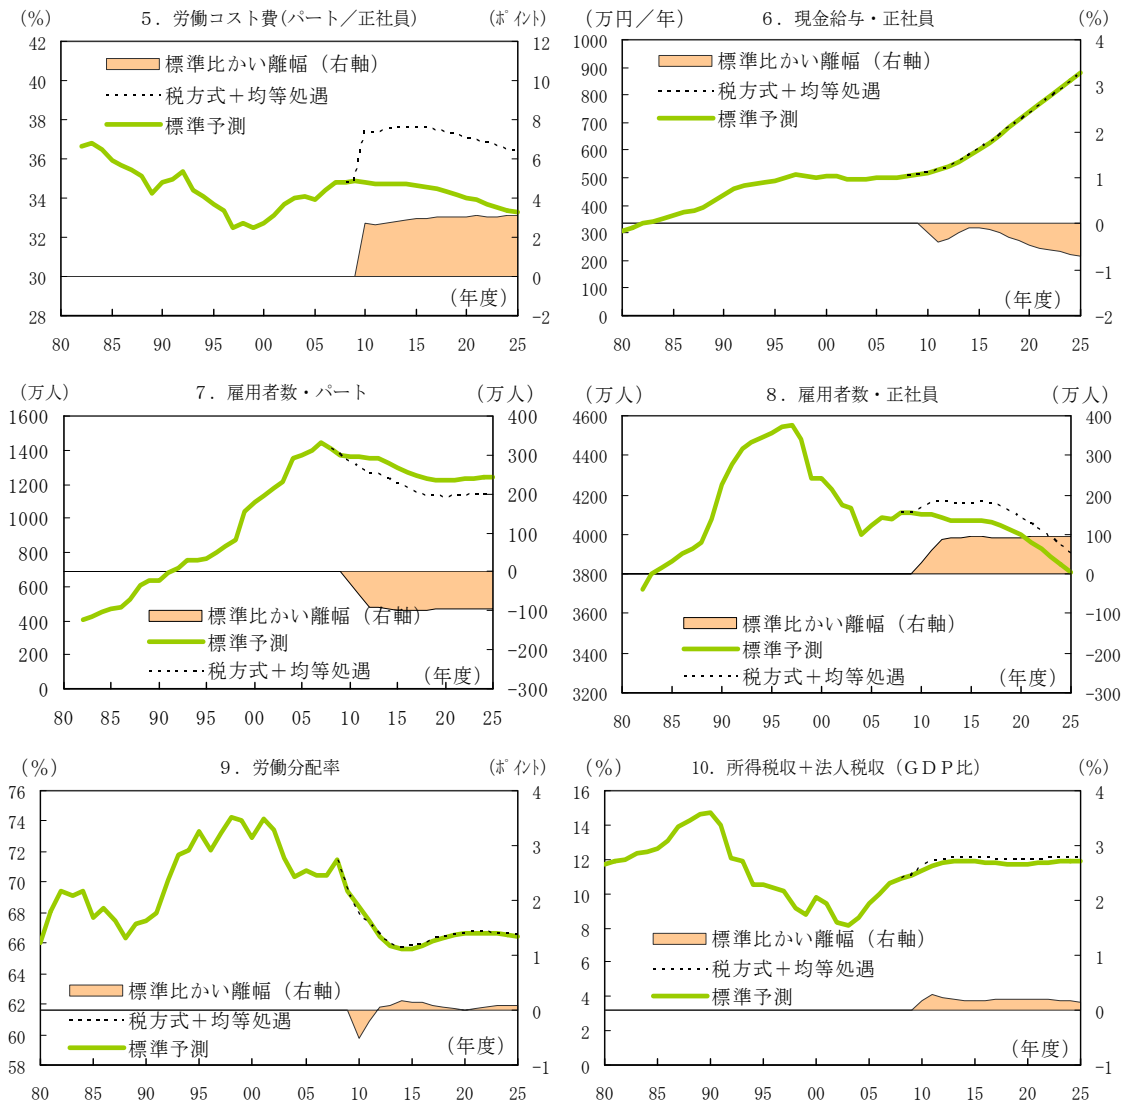 (%) 5．労働コスト費(パート／正社員) (ﾎﾟｲﾝﾄ)
42 12
標準比かい離幅（右軸）
40 10
税方式＋均等処遇
38 8
標準予測
36 6
34 4
32 2
30 0
(年度)
28 -2
80 85 90 95 00 05 10 15 20 25
(万円／年) 6．現金給与・正社員 (%)
1000 4
標準比かい離幅（右軸）
900
税方式＋均等処遇 3
800
標準予測
700 2
600
500 1
400
300 0
200
-1
100 (年度)
0 -2
80 85 90 95 00 05 10 15 20 25
(万人) 7．雇用者数・パート (万人)
1600 400
1400 300
1200 200
1000 100
800
600 0
標準比かい離幅（右軸）
400 -100
標準予測
200 -200
税方式＋均等処遇 (年度)
0 -300
80 85 90 95 00 05 10 15 20 25
(万人) 8．雇用者数・正社員 (万人)
4600 400
4400 300
4200 200
4000 100
3800 0
3600 -100
標準比かい離幅（右軸）
標準予測
3400 -200
税方式＋均等処遇 (年度)
3200 -300
80 85 90 95 00 05 10 15 20 25
(%) 9．労働分配率 (ﾎﾟｲﾝﾄ)
76 4
74
72 3
70
68 2
66
64 1
標準比かい離幅（右軸）
62 0
税方式＋均等処遇
60
標準予測 (年度)
58 -1
80 85 90 95 00 05 10 15 20 25
(%) 10．所得税収＋法人税収（ＧＤＰ比） (%)
16 4
14
3
12
10
2
8
標準比かい離幅（右軸）
6 1
税方式＋均等処遇
4 標準予測
0
2 (年度)
0 -1
80 85 90 95 00 05 10 15 20 25